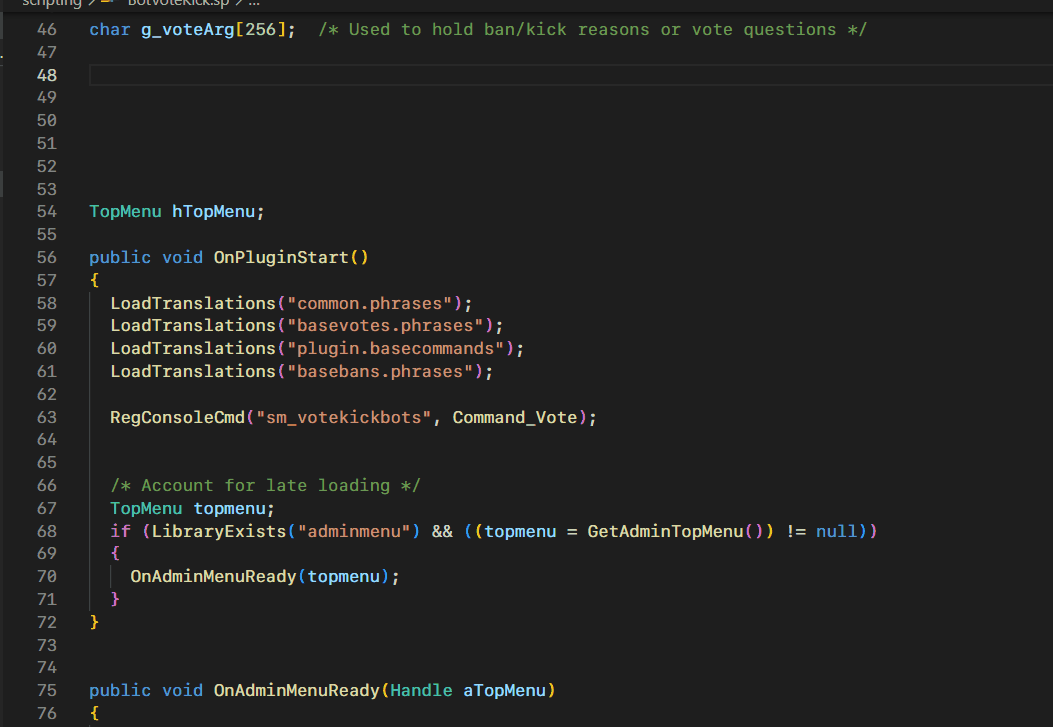 scripting > BotVoteKick.sp > ...
46 char g_voteArg[256];  /* Used to hold ban/kick reasons or vote questions */
47
48
49
50
51
52
53
54 TopMenu hTopMenu;
55
56 public void OnPluginStart()
57 {
58   LoadTranslations("common.phrases");
59   LoadTranslations("basevotes.phrases");
60   LoadTranslations("plugin.basecommands");
61   LoadTranslations("basebans.phrases");
62
63   RegConsoleCmd("sm_votekickbots", Command_Vote);
64
65
66   /* Account for late loading */
67   TopMenu topmenu;
68   if (LibraryExists("adminmenu") && ((topmenu = GetAdminTopMenu()) != null))
69   {
70     OnAdminMenuReady(topmenu);
71   }
72 }
73
74
75 public void OnAdminMenuReady(Handle aTopMenu)
76 {